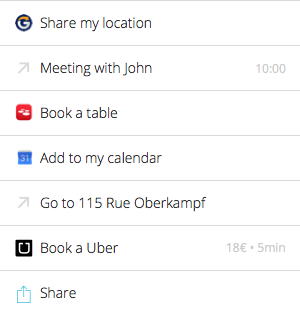 Share my location
Meeting with John 10:00
Book a table
31 Add to my calendar
Go to 115 Rue Oberkampf
Book a Uber 18€ • 5min
Share